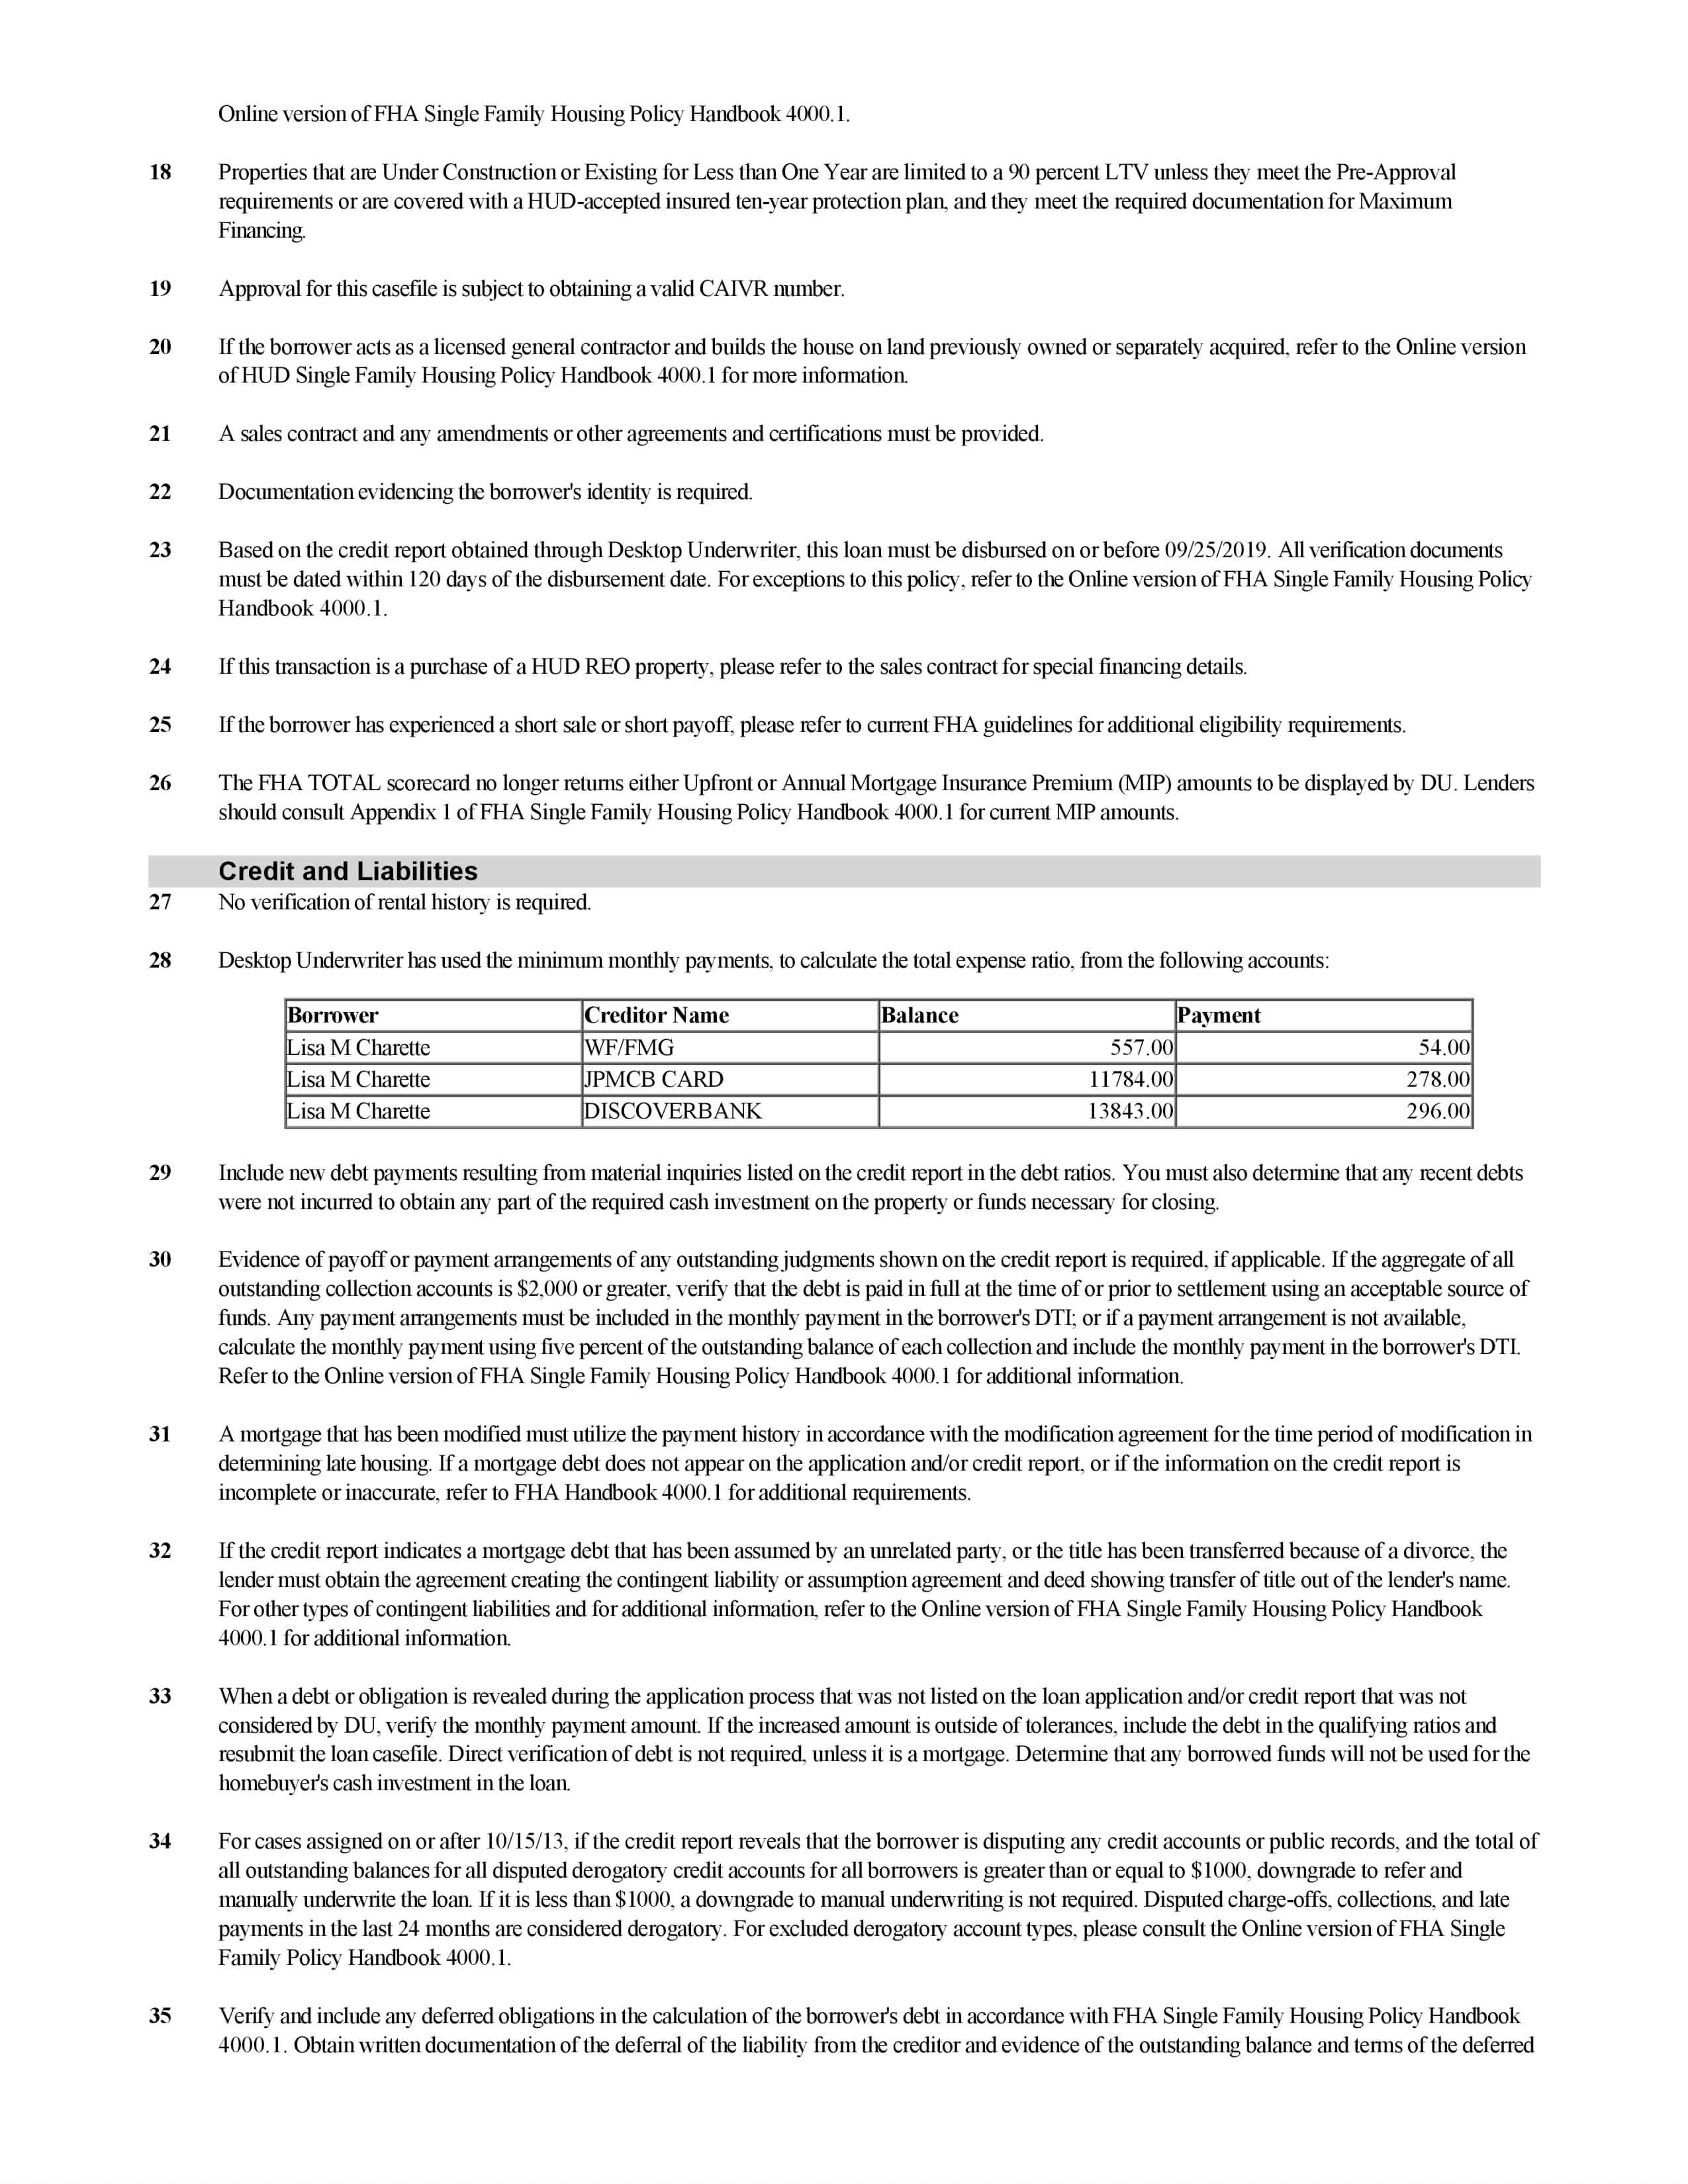 Online version of FHA Single Family Housing Policy Handbook 4000.1.
18 Properties that are Under Construction or Existing for Less than One Year are limited to a 90 percent LTV unless they meet the Pre-Approval
requirements or are covered with a HUD-accepted insured ten-year protection plan, and they meet the required documentation for Maximum
Financing.
19 Approval for this casefile is subject to obtaining a valid CAIVR number.
20 If the borrower acts as a licensed general contractor and builds the house on land previously owned or separately acquired, refer to the Online version
of HUD Single Family Housing Policy Handbook 4000.1 for more information.
21 A sales contract and any amendments or other agreements and certifications must be provided.
22 Documentation evidencing the borrower's identity is required.
23 Based on the credit report obtained through Desktop Underwriter, this loan must be disbursed on or before 09/25/2019. All verification documents
must be dated within 120 days of the disbursement date. For exceptions to this policy, refer to the Online version of FHA Single Family Housing Policy
Handbook 4000.1.
24 If this transaction is a purchase of a HUD REO property, please refer to the sales contract for special financing details.
25 If the borrower has experienced a short sale or short payoff, please refer to current FHA guidelines for additional eligibility requirements.
26 The FHA TOTAL scorecard no longer returns either Upfront or Annual Mortgage Insurance Premium (MIP) amounts to be displayed by DU. Lenders
should consult Appendix 1 of FHA Single Family Housing Policy Handbook 4000.1 for current MIP amounts.
Credit and Liabilities
27 No verification of rental history is required.
28 Desktop Underwriter has used the minimum monthly payments, to calculate the total expense ratio, from the following accounts:
Borrower Creditor Name Balance Payment
Lisa M Charette WF/FMG 557.00 54.00
Lisa M Charette JPMCB CARD 11784.00 278.00
Lisa M Charette DISCOVERBANK 13843.00 296.00
29 Include new debt payments resulting from material inquiries listed on the credit report in the debt ratios. You must also determine that any recent debts
were not incurred to obtain any part of the required cash investment on the property or funds necessary for closing.
30 Evidence of payoff or payment arrangements of any outstanding judgments shown on the credit report is required, if applicable. If the aggregate of all
outstanding collection accounts is $2,000 or greater, verify that the debt is paid in full at the time of or prior to settlement using an acceptable source of
funds. Any payment arrangements must be included in the monthly payment in the borrower's DTI; or if a payment arrangement is not available,
calculate the monthly payment using five percent of the outstanding balance of each collection and include the monthly payment in the borrower's DTI.
Refer to the Online version of FHA Single Family Housing Policy Handbook 4000.1 for additional information.
31 A mortgage that has been modified must utilize the payment history in accordance with the modification agreement for the time period of modification in
determining late housing. If a mortgage debt does not appear on the application and/or credit report, or if the information on the credit report is
incomplete or inaccurate, refer to FHA Handbook 4000.1 for additional requirements.
32 If the credit report indicates a mortgage debt that has been assumed by an unrelated party, or the title has been transferred because of a divorce, the
lender must obtain the agreement creating the contingent liability or assumption agreement and deed showing transfer of title out of the lender's name.
For other types of contingent liabilities and for additional information, refer to the Online version of FHA Single Family Housing Policy Handbook
4000.1 for additional information.
33 When a debt or obligation is revealed during the application process that was not listed on the loan application and/or credit report that was not
considered by DU, verify the monthly payment amount. If the increased amount is outside of tolerances, include the debt in the qualifying ratios and
resubmit the loan casefile. Direct verification of debt is not required, unless it is a mortgage. Determine that any borrowed funds will not be used for the
homebuyer's cash investment in the loan.
34 For cases assigned on or after 10/15/13, if the credit report reveals that the borrower is disputing any credit accounts or public records, and the total of
all outstanding balances for all disputed derogatory credit accounts for all borrowers is greater than or equal to $1000, downgrade to refer and
manually underwrite the loan. If it is less than $1000, a downgrade to manual underwriting is not required. Disputed charge-offs, collections, and late
payments in the last 24 months are considered derogatory. For excluded derogatory account types, please consult the Online version of FHA Single
Family Policy Handbook 4000.1.
35 Verify and include any deferred obligations in the calculation of the borrower's debt in accordance with FHA Single Family Housing Policy Handbook
4000.1. Obtain written documentation of the deferral of the liability from the creditor and evidence of the outstanding balance and terms of the deferred